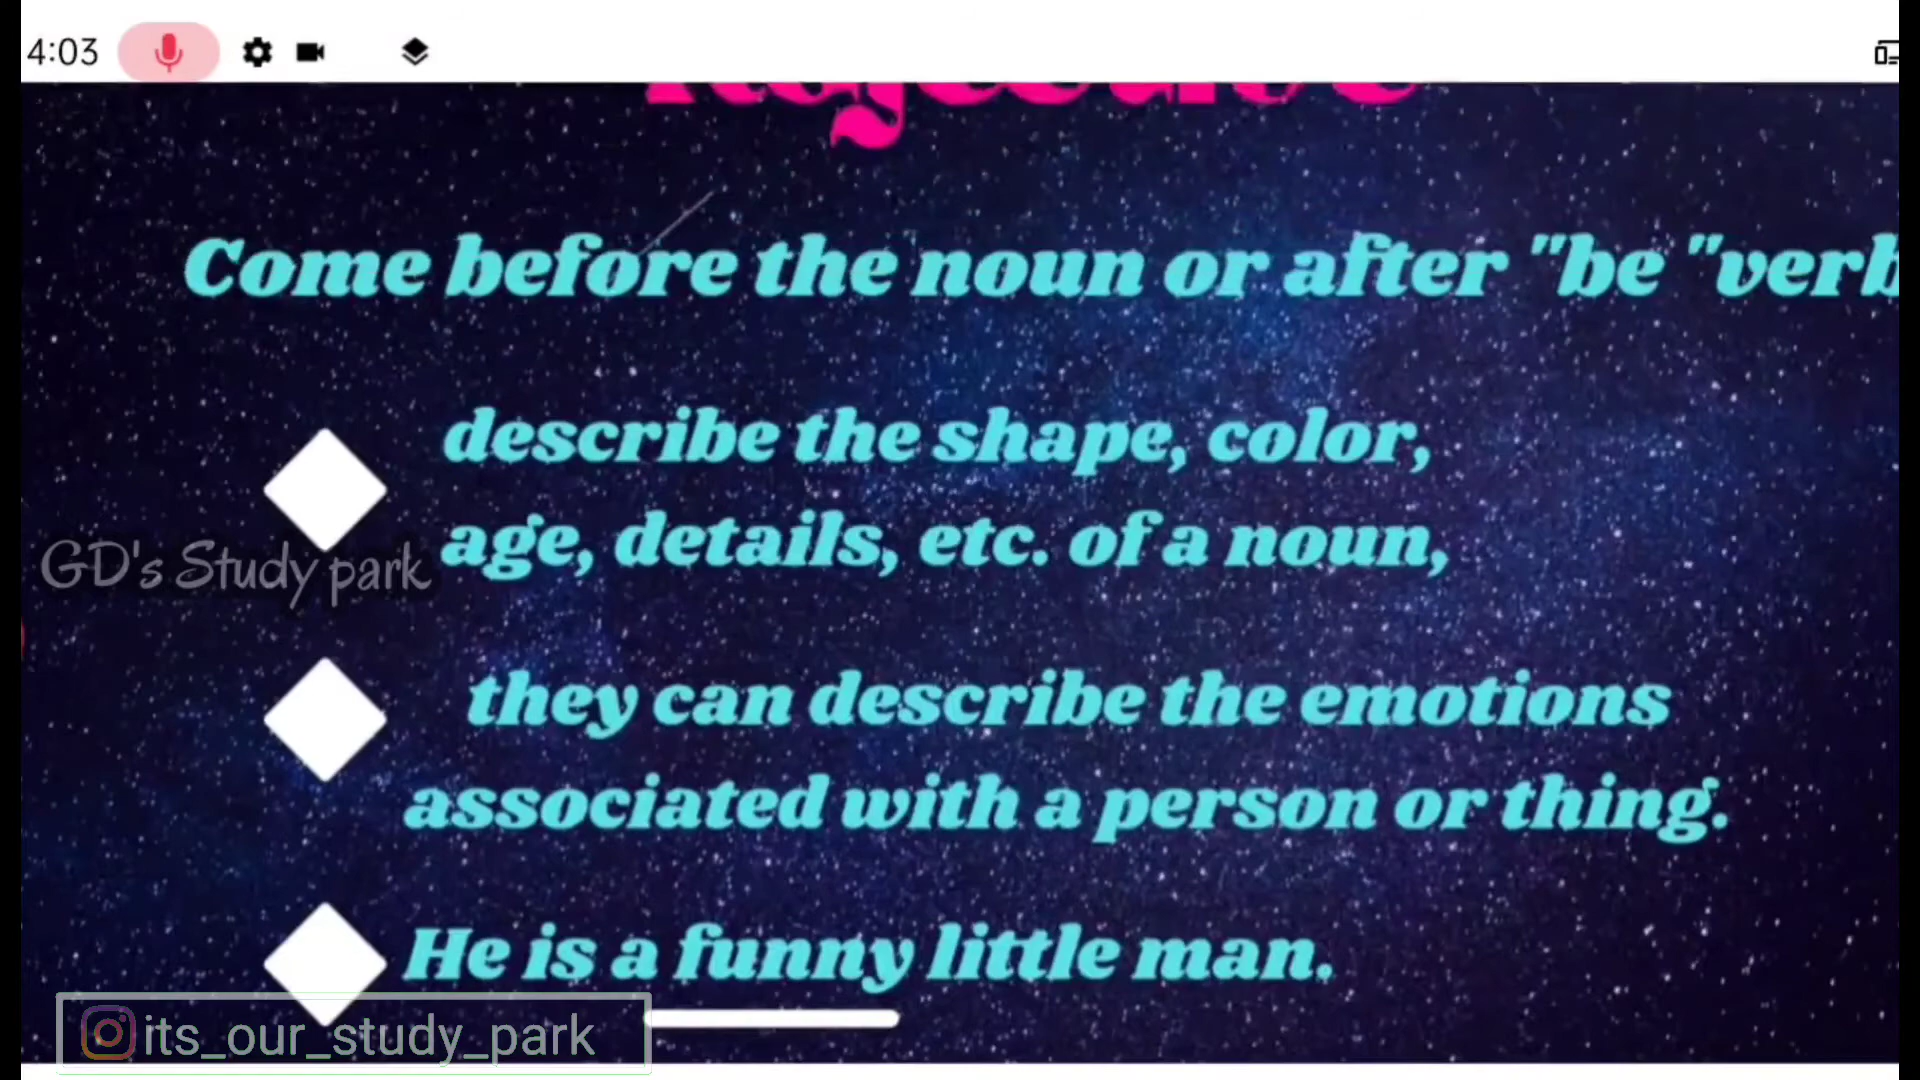 4:03
Adjective
Come before the noun or after "be "verb
describe the shape, color,
age, details, etc. of a noun,
GD's Study park
they can describe the emotions
associated with a person or thing.
He is a funny little man.
its_our_study_park